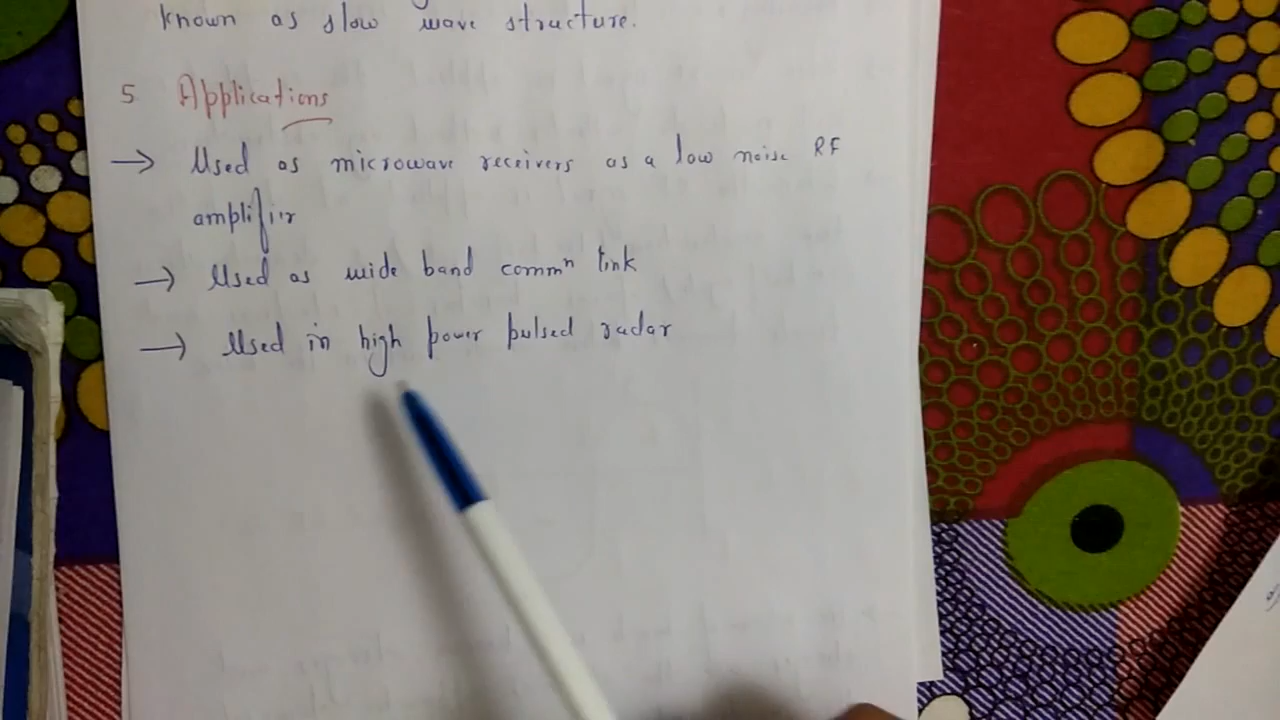 known as slow wave structure.
5 Applications
→ Used as microwave receivers as a low noise RF
amplifier
→ Used as wide band commⁿ link
→ Used in high power pulsed radar